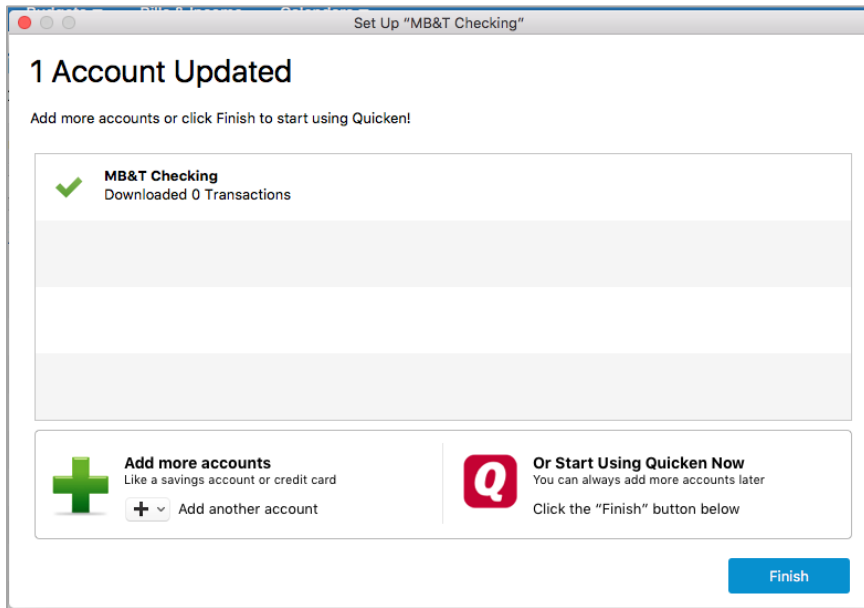 Set Up “MB&T Checking”
1 Account Updated
Add more accounts or click Finish to start using Quicken!
MB&T Checking
Downloaded 0 Transactions
Add more accounts
Like a savings account or credit card
Add another account
Q
Or Start Using Quicken Now
You can always add more accounts later
Click the “Finish” button below
Finish